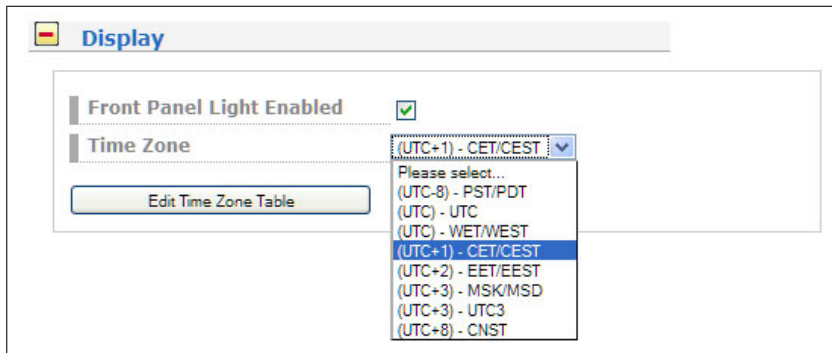 Display
Front Panel Light Enabled
Time Zone
(UTC+1) - CET/CEST
Please select...
(UTC-8) - PST/PDT
(UTC) - UTC
(UTC) - WET/WEST
(UTC+1) - CET/CEST
(UTC+2) - EET/EEST
(UTC+3) - MSK/MSD
(UTC+3) - UTC3
(UTC+8) - CNST
Edit Time Zone Table